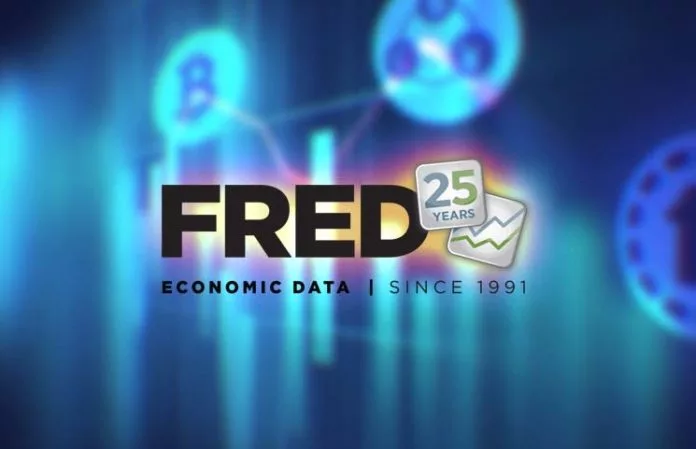 FRED
25
YEARS
ECONOMIC DATA | SINCE 1991